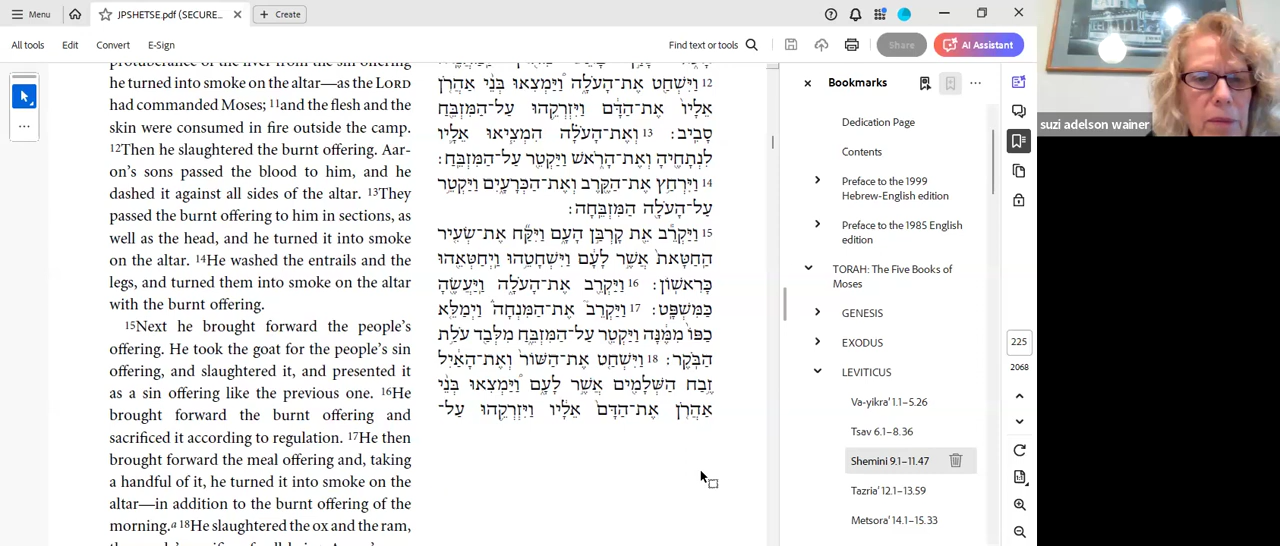 Menu
JPSHETSE.pdf (SECURE...
Create
All tools
Edit
Convert
E-Sign
Find text or tools
Share
AI Assistant
protuberance of the liver from the sin offering
he turned into smoke on the altar—as the LORD
had commanded Moses; 11and the flesh and the
skin were consumed in fire outside the camp.
12Then he slaughtered the burnt offering. Aar-
on’s sons passed the blood to him, and he
dashed it against all sides of the altar. 13They
passed the burnt offering to him in sections, as
well as the head, and he turned it into smoke
on the altar. 14He washed the entrails and the
legs, and turned them into smoke on the altar
with the burnt offering.
15Next he brought forward the people’s
offering. He took the goat for the people’s sin
offering, and slaughtered it, and presented it
as a sin offering like the previous one. 16He
brought forward the burnt offering and
sacrificed it according to regulation. 17He then
brought forward the meal offering and, taking
a handful of it, he turned it into smoke on the
altar—in addition to the burnt offering of the
morning.a 18He slaughtered the ox and the ram,
12 וַיִּשְׁחַ֖ט אֶת־הָעֹלָ֑ה וַ֠יַּמְצִ֠אוּ בְּנֵ֨י אַהֲרֹ֤ן
אֵלָיו֙ אֶת־הַדָּ֔ם וַיִּזְרְקֵ֥הוּ עַל־הַמִּזְבֵּ֖חַ
סָבִֽיב׃ 13 וְאֶת־הָעֹלָ֗ה הִמְצִ֧יאוּ אֵלָ֛יו
לִנְתָחֶ֖יהָ וְאֶת־הָרֹ֑אשׁ וַיַּקְטֵ֖ר עַל־הַמִּזְבֵּֽחַ׃
14 וַיִּרְחַ֥ץ אֶת־הַקֶּ֖רֶב וְאֶת־הַכְּרָעָ֑יִם וַיַּקְטֵ֥ר
עַל־הָעֹלָ֖ה הַמִּזְבֵּֽחָה׃
15 וַיַּקְרֵ֕ב אֵ֖ת קָרְבַּ֣ן הָעָ֑ם וַיִּקַּ֞ח אֶת־שְׂעִ֤יר
הַֽחַטָּאת֙ אֲשֶׁ֣ר לָעָ֔ם וַיִּשְׁחָטֵ֥הוּ וַֽיְחַטְּאֵ֖הוּ
כָּרִאשֽׁוֹן׃ 16 וַיַּקְרֵ֖ב אֶת־הָעֹלָ֑ה וַֽיַּעֲשֶׂ֖הָ
כַּמִּשְׁפָּֽט׃ 17 וַיַּקְרֵב֮ אֶת־הַמִּנְחָה֒ וַיְמַלֵּ֤א
כַפּוֹ֙ מִמֶּ֔נָּה וַיַּקְטֵ֖ר עַל־הַמִּזְבֵּ֑חַ מִלְּבַ֖ד עֹלַ֥ת
הַבֹּֽקֶר׃ 18 וַיִּשְׁחַ֤ט אֶת־הַשּׁוֹר֙ וְאֶת־הָאַ֔יִל
זֶ֥בַח הַשְּׁלָמִ֖ים אֲשֶׁ֣ר לָעָ֑ם וַ֠יַּמְצִ֠אוּ בְּנֵ֨י
אַהֲרֹ֤ן אֶת־הַדָּם֙ אֵלָ֔יו וַיִּזְרְקֵ֥הוּ עַל־
Bookmarks
Dedication Page
Contents
Preface to the 1999
Hebrew-English edition
Preface to the 1985 English
edition
TORAH: The Five Books of
Moses
GENESIS
EXODUS
LEVITICUS
Va-yikra’ 1.1–5.26
Tsav 6.1–8.36
Shemini 9.1–11.47
Tazria‘ 12.1–13.59
Metsora‘ 14.1–15.33
225
2068
suzi adelson wainer